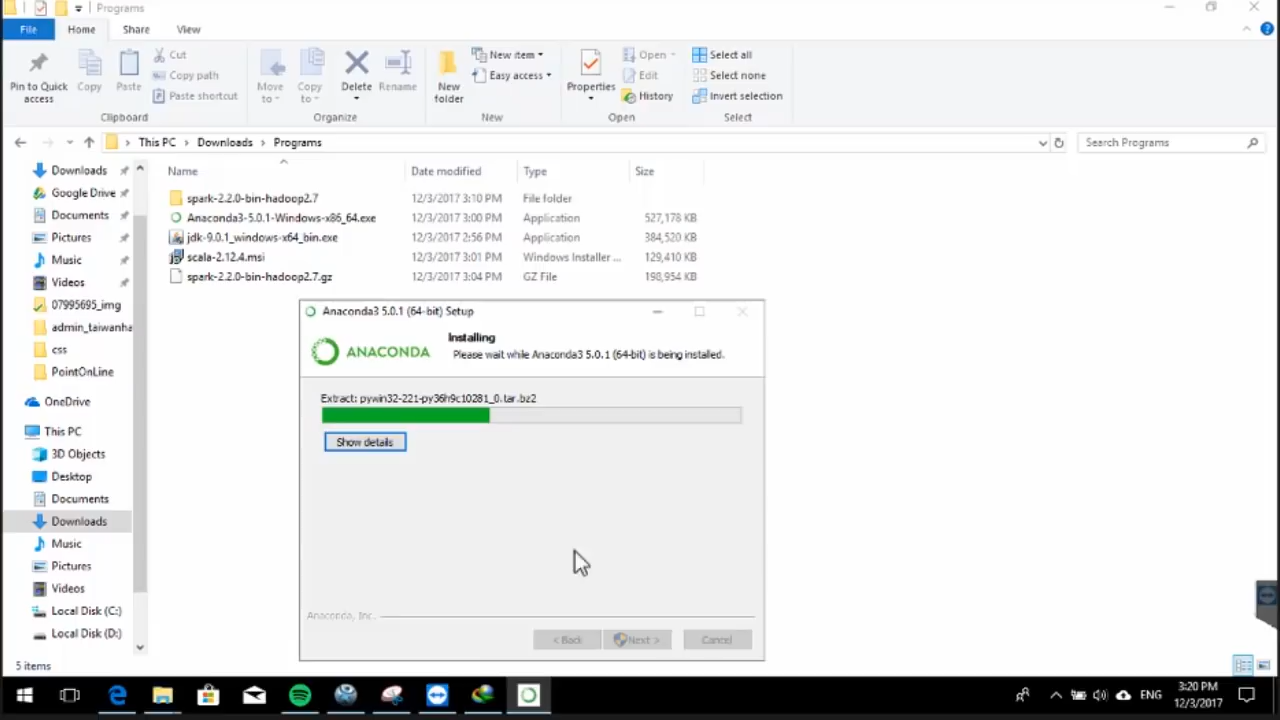 Programs
File Home Share View
Pin to Quick access
Copy
Paste
Cut
Copy path
Paste shortcut
Clipboard
Move to
Copy to
Delete
Rename
Organize
New folder
New item
Easy access
New
Properties
Open
Edit
History
Open
Select all
Select none
Invert selection
Select
This PC > Downloads > Programs
Search Programs
Name Date modified Type Size
spark-2.2.0-bin-hadoop2.7 12/3/2017 3:10 PM File folder
Anaconda3-5.0.1-Windows-x86_64.exe 12/3/2017 3:00 PM Application 527,178 KB
jdk-9.0.1_windows-x64_bin.exe 12/3/2017 2:56 PM Application 384,520 KB
scala-2.12.4.msi 12/3/2017 3:01 PM Windows Installer ... 129,410 KB
spark-2.2.0-bin-hadoop2.7.gz 12/3/2017 3:04 PM GZ File 198,954 KB
Downloads
Google Drive
Documents
Pictures
Music
Videos
07995695_img
admin_taiwanha
css
PointOnLine
OneDrive
This PC
3D Objects
Desktop
Documents
Downloads
Music
Pictures
Videos
Local Disk (C:)
Local Disk (D:)
5 items
Anaconda3 5.0.1 (64-bit) Setup
ANACONDA
Installing
Please wait while Anaconda3 5.0.1 (64-bit) is being installed.
Extract: pywin32-221-py36h9c10281_0.tar.bz2
Show details
Anaconda, Inc.
< Back Next > Cancel
ENG
3:20 PM
12/3/2017